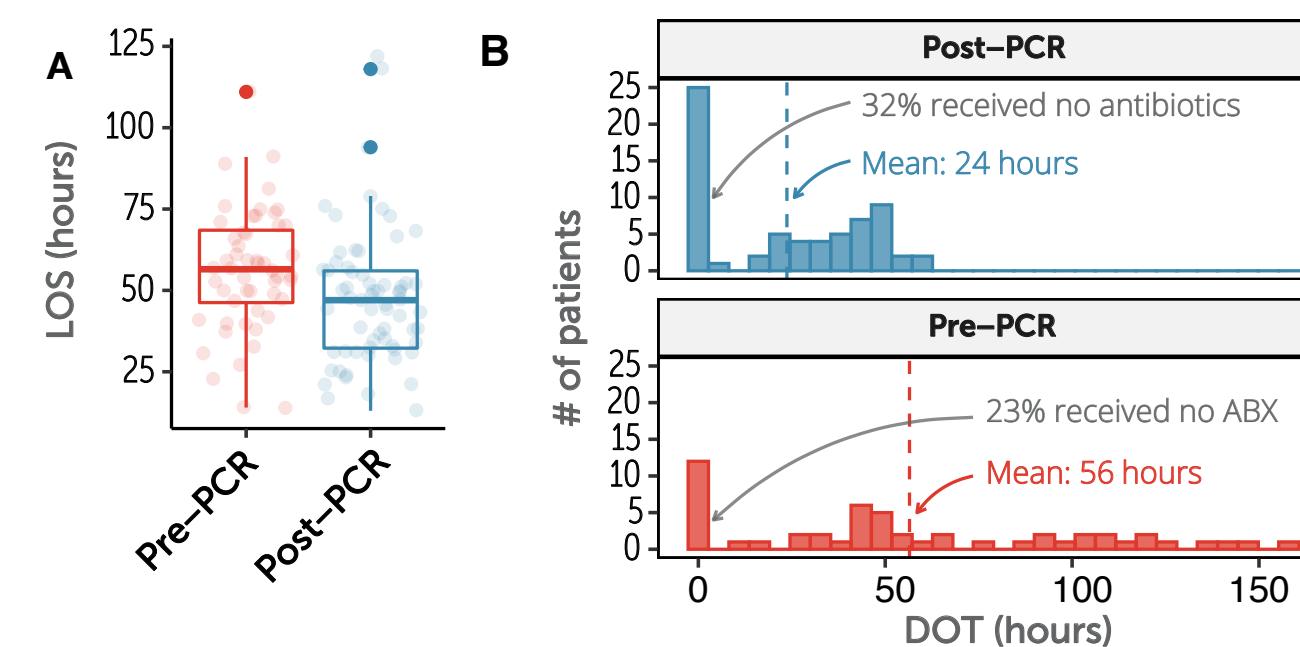 A
125
100
75
50
25
LOS (hours)
Pre–PCR
Post–PCR
B
Post–PCR
25
20
15
10
5
0
32% received no antibiotics
Mean: 24 hours
# of patients
Pre–PCR
25
20
15
10
5
0
23% received no ABX
Mean: 56 hours
0
50
100
150
DOT (hours)